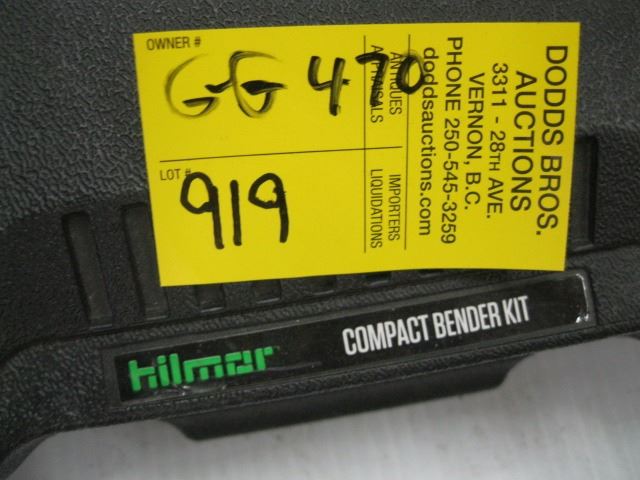 OWNER #
GG 470
LOT #
919
ANTIQUES
APPRAISALS
IMPORTERS
LIQUIDATIONS
DODDS BROS.
AUCTIONS
3311 - 28TH AVE.
VERNON, B.C.
PHONE 250-545-3259
doddsauctions.com
hilmor COMPACT BENDER KIT